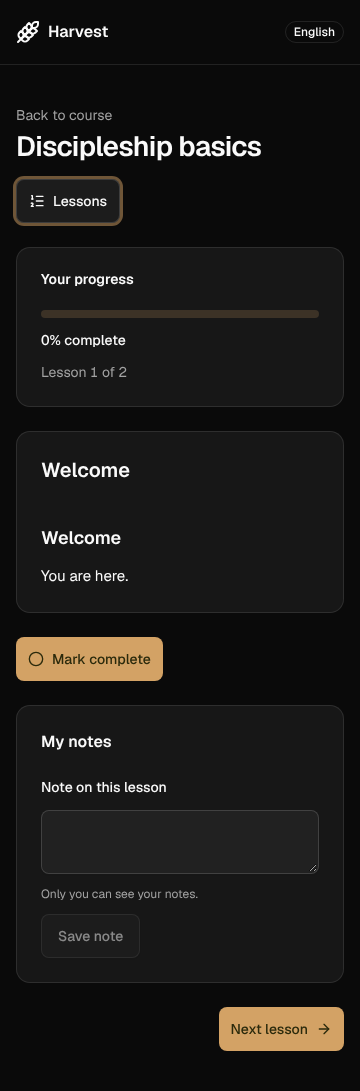 Harvest
English
Back to course
Discipleship basics
Lessons
Your progress
0% complete
Lesson 1 of 2
Welcome
Welcome
You are here.
Mark complete
My notes
Note on this lesson
Only you can see your notes.
Save note
Next lesson